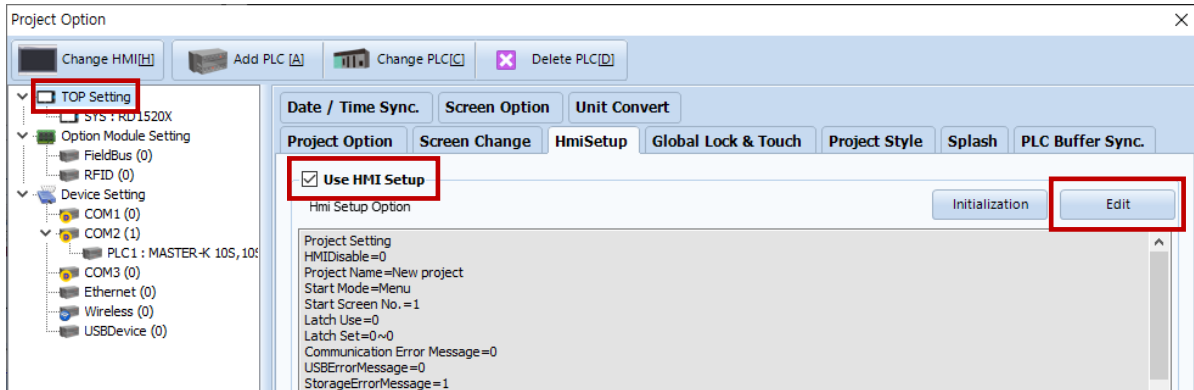 Project Option
Change HMI[H]
Add PLC [A]
Change PLC[C]
Delete PLC[D]
TOP Setting
SYS : RD1520X
Option Module Setting
FieldBus (0)
RFID (0)
Device Setting
COM1 (0)
COM2 (1)
PLC1 : MASTER-K 10S,10S
COM3 (0)
Ethernet (0)
Wireless (0)
USBDevice (0)
Date / Time Sync. Screen Option Unit Convert
Project Option Screen Change HmiSetup Global Lock & Touch Project Style Splash PLC Buffer Sync.
Use HMI Setup
Hmi Setup Option
Initialization
Edit
Project Setting
HMIDisable=0
Project Name=New project
Start Mode=Menu
Start Screen No.=1
Latch Use=0
Latch Set=0~0
Communication Error Message=0
USBErrorMessage=0
StorageErrorMessage=1